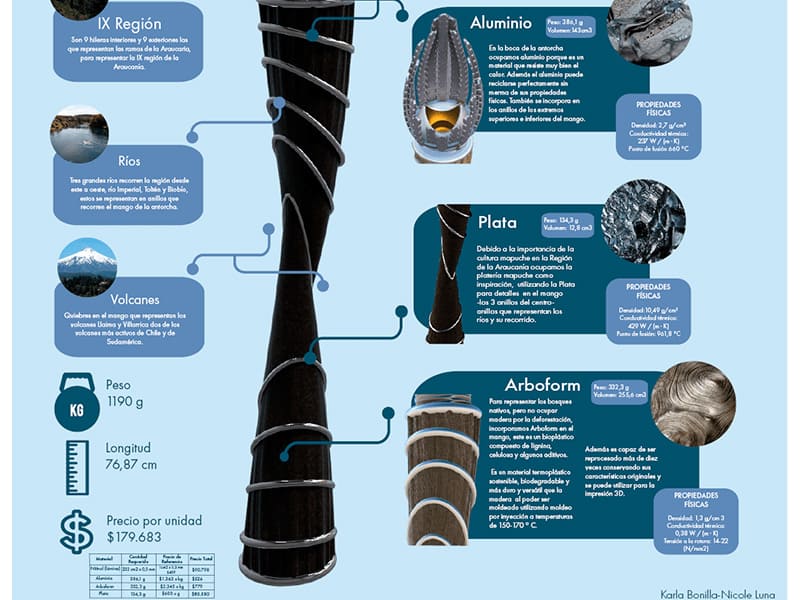 IX Región
Son 9 hileras interiores y 9 exteriores las
que representan las ramas de la Araucaria,
para representar la IX región de la
Araucanía.
Ríos
Tres grandes ríos recorren la región desde
este a oeste, río Imperial, Toltén y Biobío,
estos se representan en anillos que
recorren el mango de la antorcha.
Volcanes
Quiebres en el mango que representan los
volcanes Llaima y Villarrica dos de los
volcanes más activos de Chile y de
Sudamérica.
KG
Peso
1190 g
Longitud
76,87 cm
Precio por unidad
$179.683
Material Cantidad Requerida Precio de Referencia Precio Total
Aluminio 386,1 g $1.363 x kg $526
Arboform 332,3 g $2.345 x kg $779
Plata 134,3 g
Aluminio
Peso: 386,1 g
Volumen: 143cm3
En la boca de la antorcha
ocupamos aluminio porque es un
material que resiste muy bien el
calor. Además el aluminio puede
reciclarse perfectamente sin
merma de sus propiedades
físicas. También se incorpora en
los anillos de los extremos
superiores e inferiores del mango.
PROPIEDADES
FÍSICAS
Densidad: 2,7 g/cm³
Conductividad térmica:
237 W / (m · K)
Punto de fusión 660 °C
Plata
Peso: 134,3 g
Volumen: 12,8 cm3
Debido a la importancia de la
cultura mapuche en la Región
de la Araucanía ocupamos la
platería mapuche como
inspiración, utilizando la Plata
para detalles en el mango
-los 3 anillos del centro-
anillos que representan los
ríos y su recorrido.
PROPIEDADES
FÍSICAS
Densidad:10,49 g/cm³
Conductividad térmica:
429 W / (m · K)
Punto de fusión: 961,8 °C
Arboform
Peso: 332,3 g
Volumen: 255,6 cm3
Para representar los bosques
nativos, pero no ocupar
madera por la deforestación,
incorporamos Arboform en el
mango, este es un bioplástico
compuesto de lignina,
celulosa y algunos aditivos.
Es un material termoplástico
sostenible, biodegradable y
más duro y versátil que la
madera al poder ser
moldeado utilizando moldeo
por inyección a temperaturas
de 150-170 º C.
Además es capaz de ser
reprocesado más de diez
veces conservando sus
características originales y
se puede utilizar para la
impresión 3D.
PROPIEDADES
FÍSICAS
Densidad: 1,3 g/cm 3
Conductividad térmica:
0,38 W / (m · K)
Tensión a la rotura: 14-22
(N/mm2)
Karla Bonilla-Nicole Luna